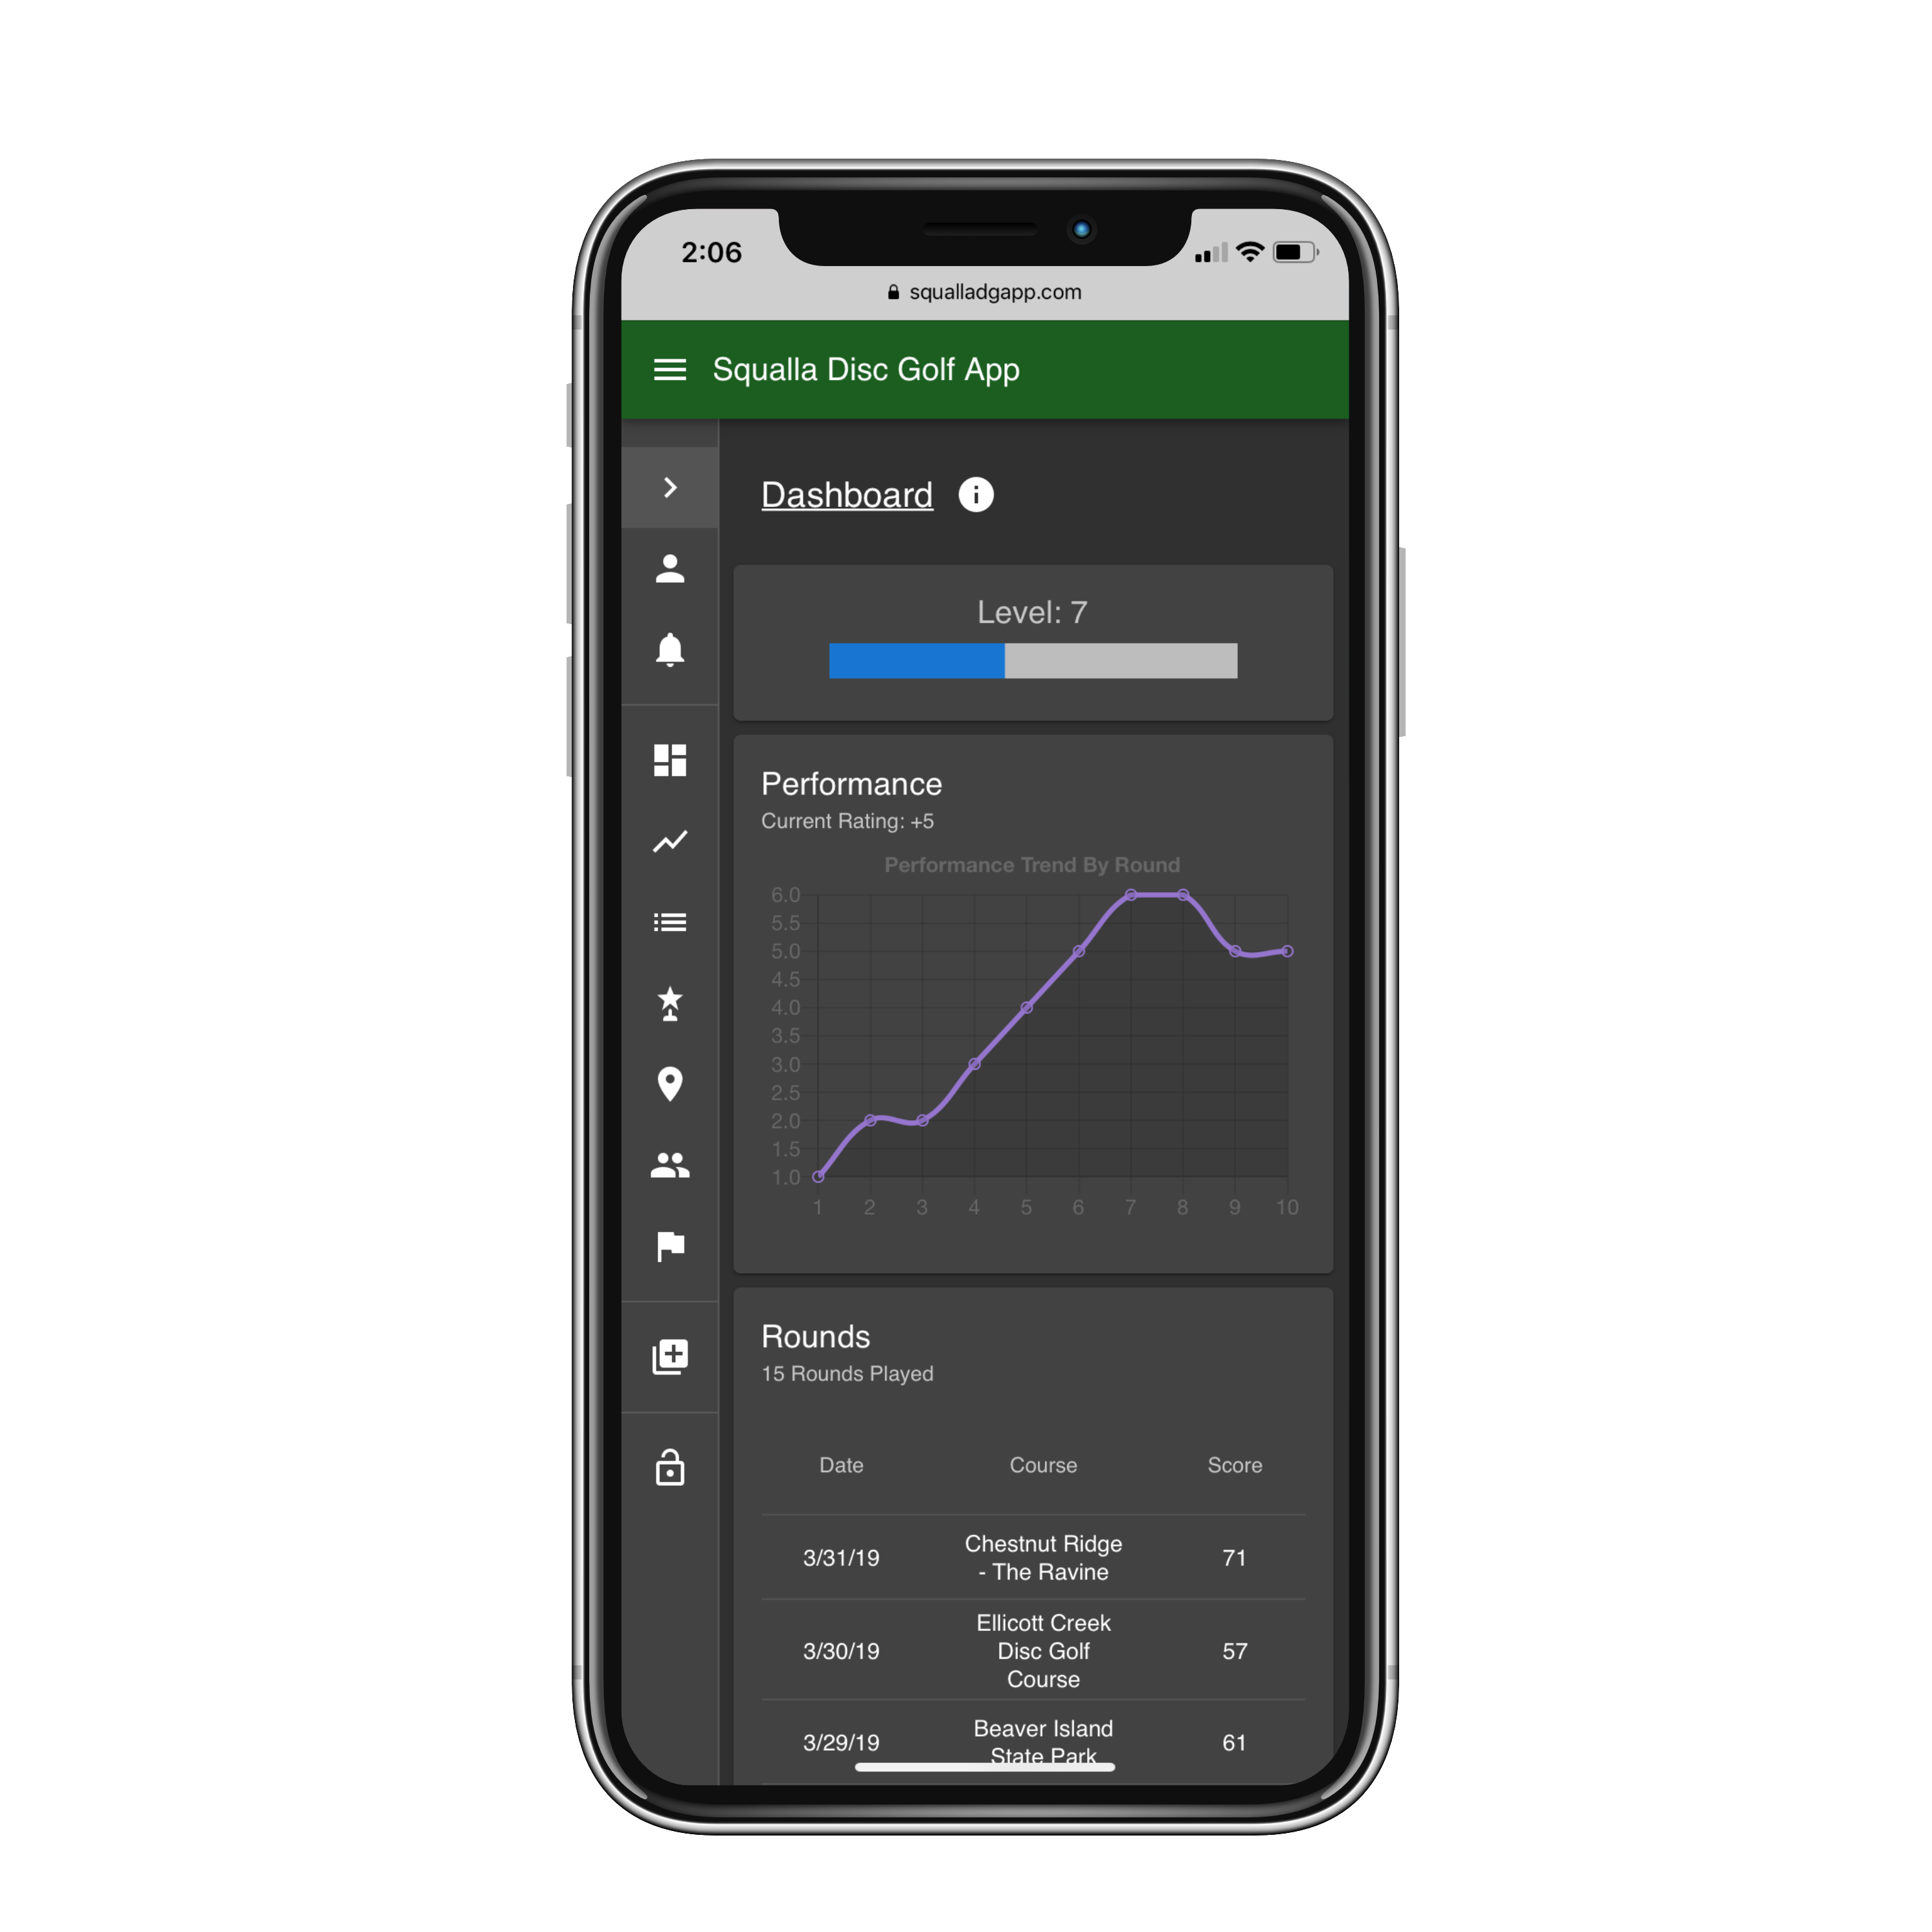 2:06
squalladgapp.com
Squalla Disc Golf App
Dashboard
Level: 7
Performance
Current Rating: +5
Performance Trend By Round
6.0
5.5
5.0
4.5
4.0
3.5
3.0
2.5
2.0
1.5
1.0
1 2 3 4 5 6 7 8 9 10
Rounds
15 Rounds Played
Date Course Score
Chestnut Ridge
3/31/19 - The Ravine 71
Ellicott Creek
3/30/19 Disc Golf 57
Course
Beaver Island
3/29/19 State Park 61